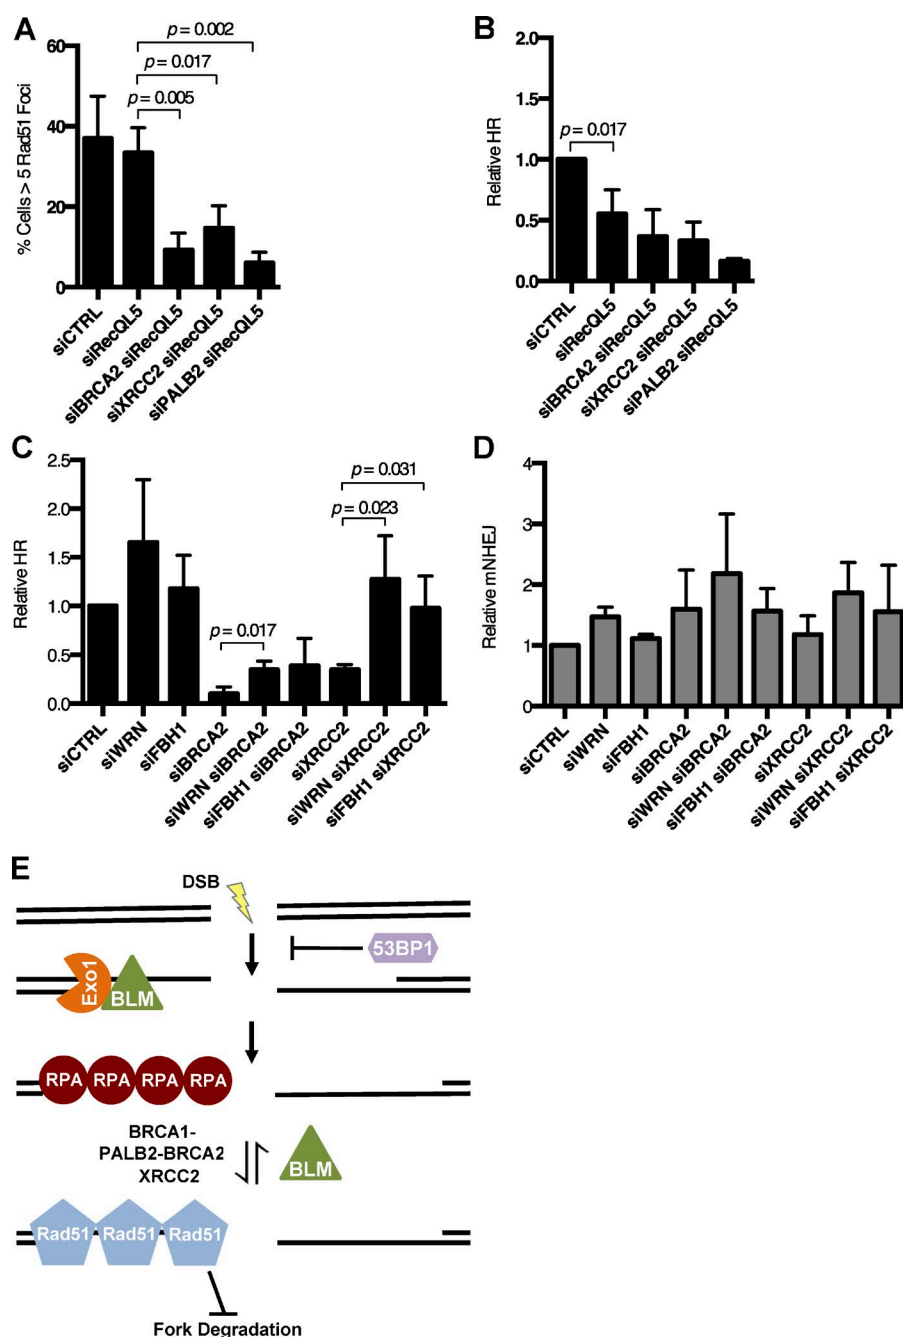 A
% Cells > 5 Rad51 Foci
60
40
20
0
p = 0.002
p = 0.017
p = 0.005
siCTRL
siRecQL5
siBRCA2 siRecQL5
siXRCC2 siRecQL5
siPALB2 siRecQL5
B
Relative HR
2.0
1.5
1.0
0.5
0.0
p = 0.017
siCTRL
siRecQL5
siBRCA2 siRecQL5
siXRCC2 siRecQL5
siPALB2 siRecQL5
C
Relative HR
2.5
2.0
1.5
1.0
0.5
0.0
p = 0.031
p = 0.023
p = 0.017
siCTRL
siWRN
siFBH1
siBRCA2
siWRN siBRCA2
siFBH1 siBRCA2
siXRCC2
siWRN siXRCC2
siFBH1 siXRCC2
D
Relative mNHEJ
4
3
2
1
0
siCTRL
siWRN
siFBH1
siBRCA2
siWRN siBRCA2
siFBH1 siBRCA2
siXRCC2
siWRN siXRCC2
siFBH1 siXRCC2
E
DSB
53BP1
Exo1
BLM
RPA RPA RPA RPA
BRCA1-
PALB2-BRCA2
XRCC2
BLM
Rad51 Rad51 Rad51
Fork Degradation